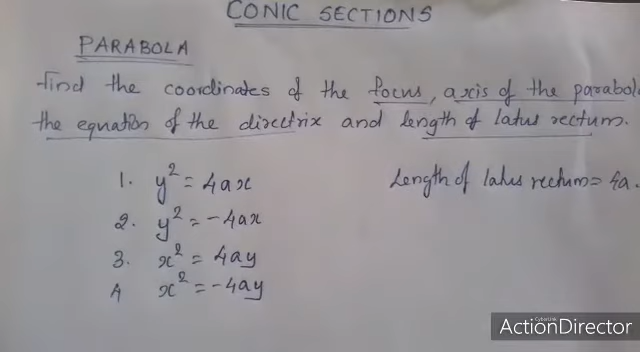 CONIC SECTIONS
PARABOLA
find the coordinates of the focus, axis of the parabola
the equation of the directrix and length of latus rectum.
1. y² = 4ax
Length of latus rectum = 4a.
2. y² = -4ax
3. x² = 4ay
4 x² = -4ay
CyberLink
ActionDirector